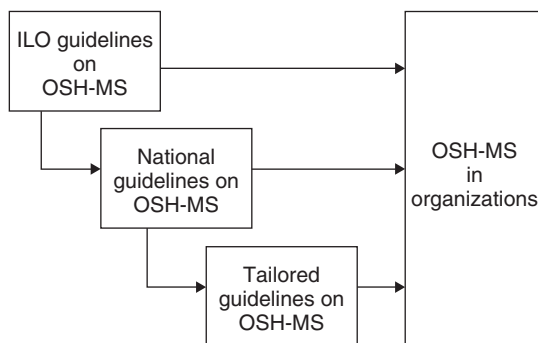 ILO guidelines
on
OSH-MS
National
guidelines on
OSH-MS
Tailored
guidelines on
OSH-MS
OSH-MS
in
organizations